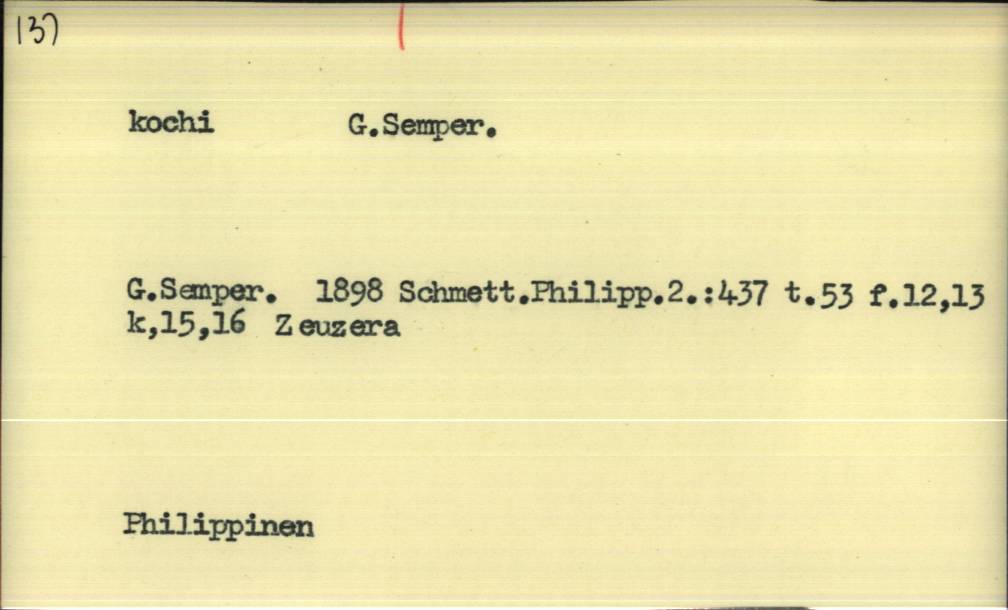 137
kochi G.Semper.
G.Semper. 1898 Schmett.Philipp.2.:437 t.53 f.12,13
k,15,16 Zeuzera
Philippinen